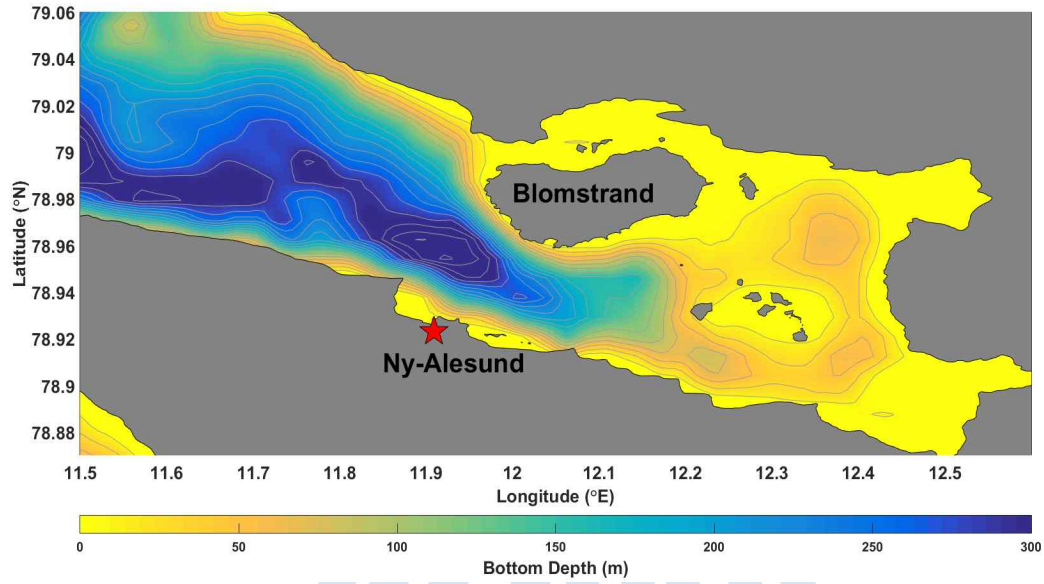 79.06
79.04
79.02
79
78.98
78.96
78.94
78.92
78.9
78.88
Latitude (°N)
Blomstrand
Ny-Alesund
11.5 11.6 11.7 11.8 11.9 12 12.1 12.2 12.3 12.4 12.5
Longitude (°E)
0 50 100 150 200 250 300
Bottom Depth (m)